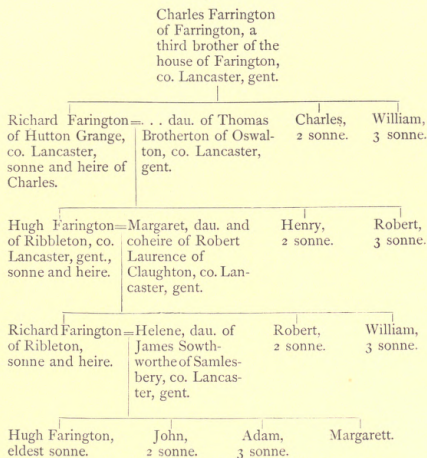 Charles Farrington
of Farrington, a
third brother of the
house of Farington,
co. Lancaster, gent.
Richard Farington=. . . dau. of Thomas
of Hutton Grange,
co. Lancaster,
sonne and heire of
Charles.
Brotherton of Oswal-
ton, co. Lancaster,
gent.
Charles,
2 sonne.
William,
3 sonne.
Hugh Farington=Margaret, dau. and
of Ribbleton, co.
Lancaster, gent.,
sonne and heire.
coheire of Robert
Laurence of
Claughton, co. Lan-
caster, gent.
Henry,
2 sonne.
Robert,
3 sonne.
Richard Farington=Helene, dau. of
of Ribleton,
sonne and heire.
James Sowth-
worthe of Samles-
bery, co. Lancas-
ter, gent.
Robert,
2 sonne.
William,
3 sonne.
Hugh Farington,
eldest sonne.
John,
2 sonne.
Adam,
3 sonne.
Margarett.